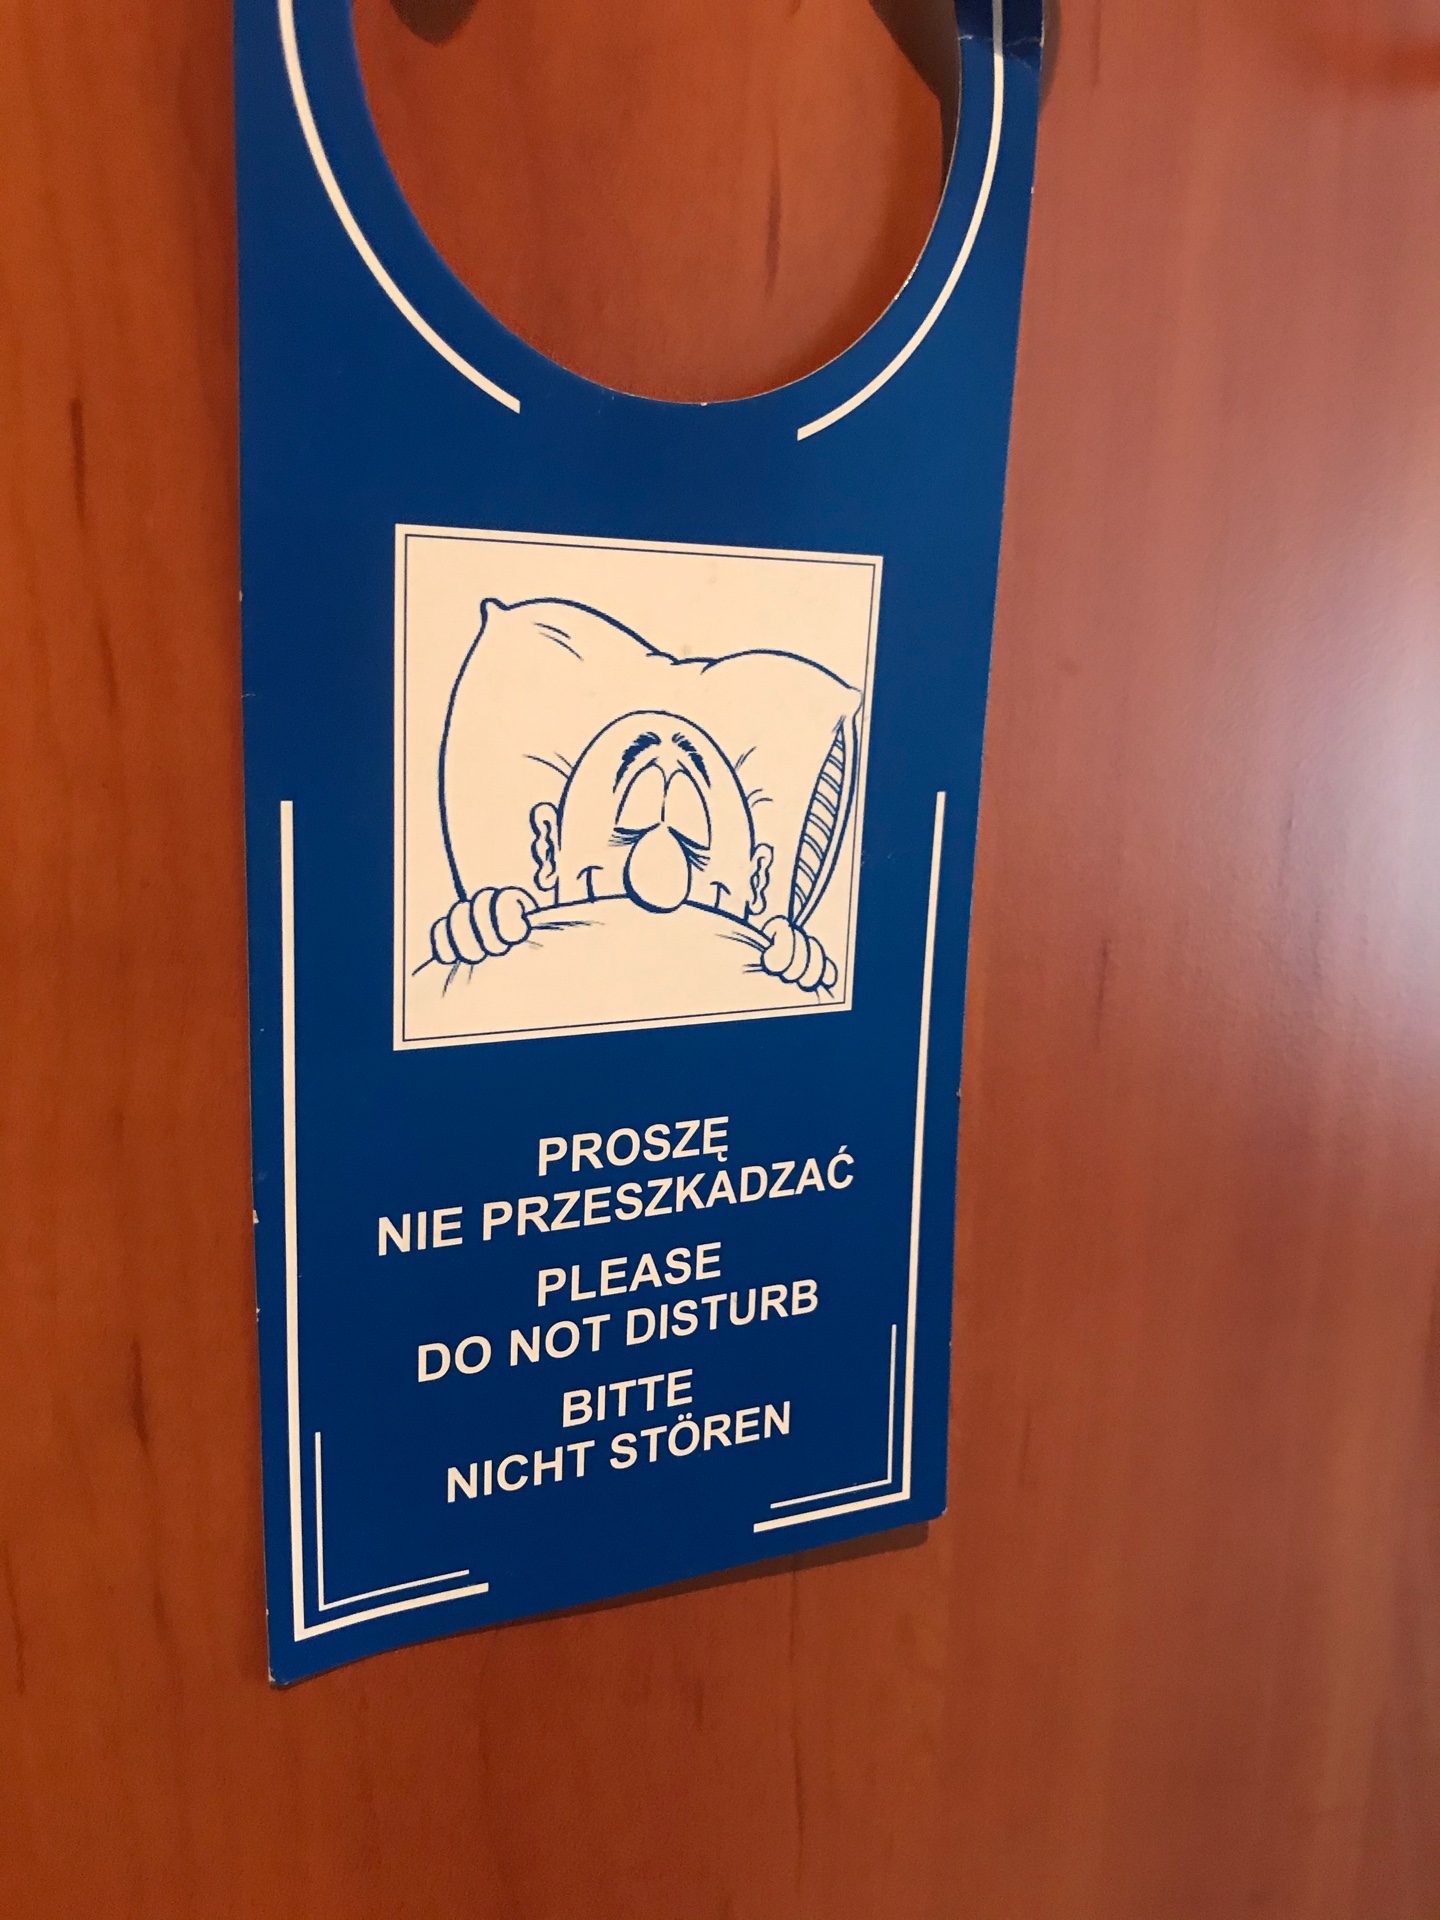 PROSZĘ
NIE PRZESZKADZAĆ
PLEASE
DO NOT DISTURB
BITTE
NICHT STÖREN